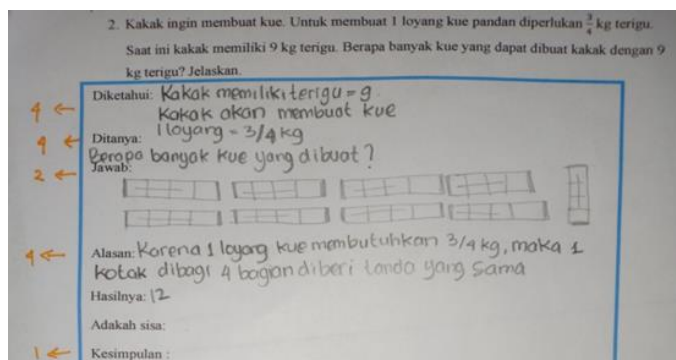 2. Kakak ingin membuat kue. Untuk membuat 1 loyang kue pandan diperlukan 3/4 kg terigu.
Saat ini kakak memiliki 9 kg terigu. Berapa banyak kue yang dapat dibuat kakak dengan 9
kg terigu? Jelaskan.
Diketahui: Kakak memiliki terigu = 9
4 ← Kakak akan membuat kue
1 loyang = 3/4 kg
4 ← Ditanya:
Berapa banyak kue yang dibuat?
2 ← Jawab:
4 ← Alasan: Karena 1 loyang kue membutuhkan 3/4 kg, maka 1
kotak dibagi 4 bagian diberi tanda yang sama
Hasilnya: 12
Adakah sisa:
1 ← Kesimpulan :